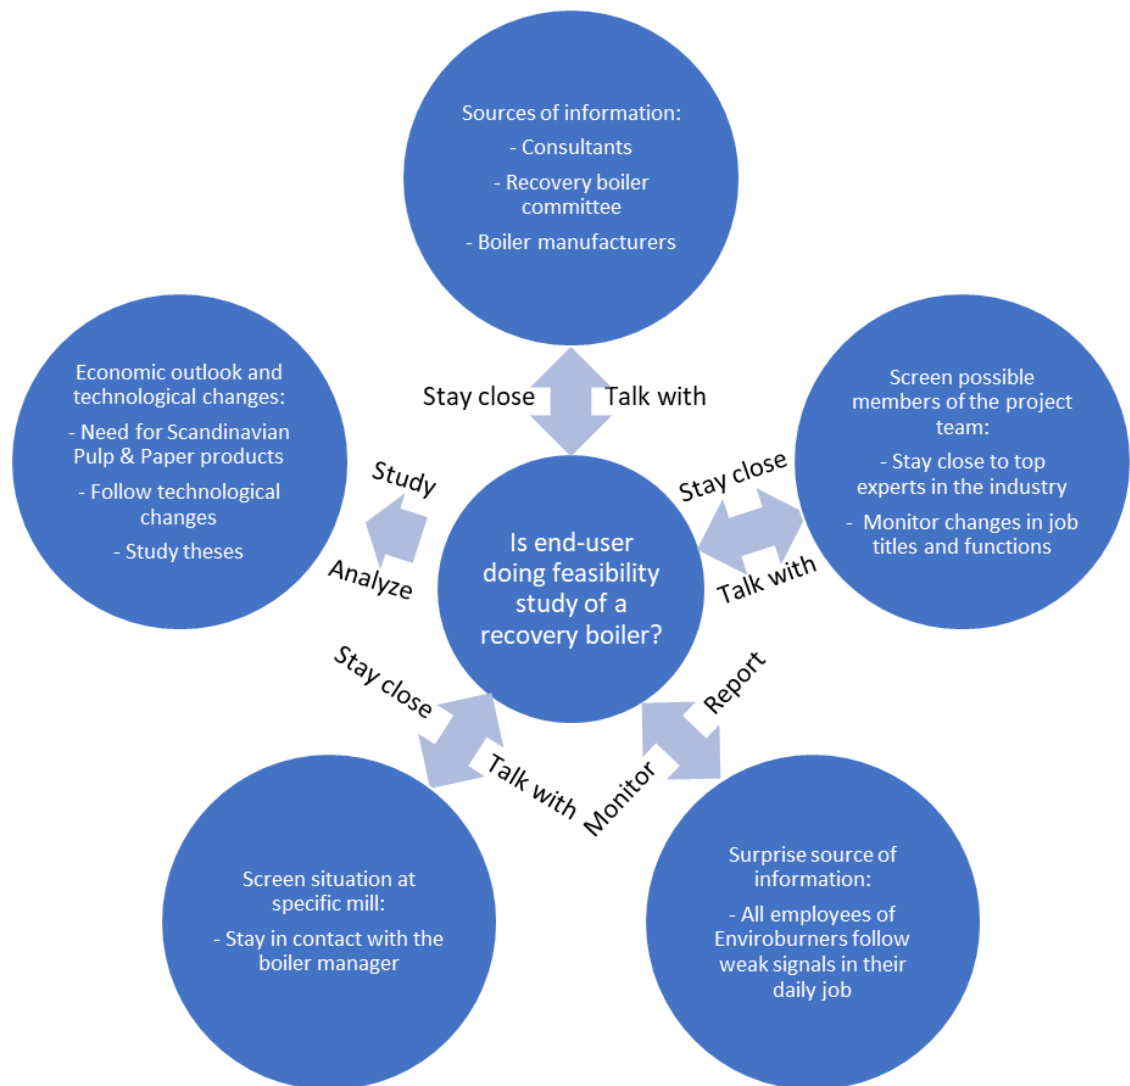 Sources of information:
- Consultants
- Recovery boiler
committee
- Boiler manufacturers
Stay close
Talk with
Economic outlook and
technological changes:
- Need for Scandinavian
Pulp & Paper products
- Follow technological
changes
- Study theses
Study
Analyze
Screen possible
members of the project
team:
- Stay close to top
experts in the industry
- Monitor changes in job
titles and functions
Stay close
Talk with
Is end-user
doing feasibility
study of a
recovery boiler?
Stay close
Talk with
Report
Monitor
Screen situation at
specific mill:
- Stay in contact with the
boiler manager
Surprise source of
information:
- All employees of
Enviroburners follow
weak signals in their
daily job